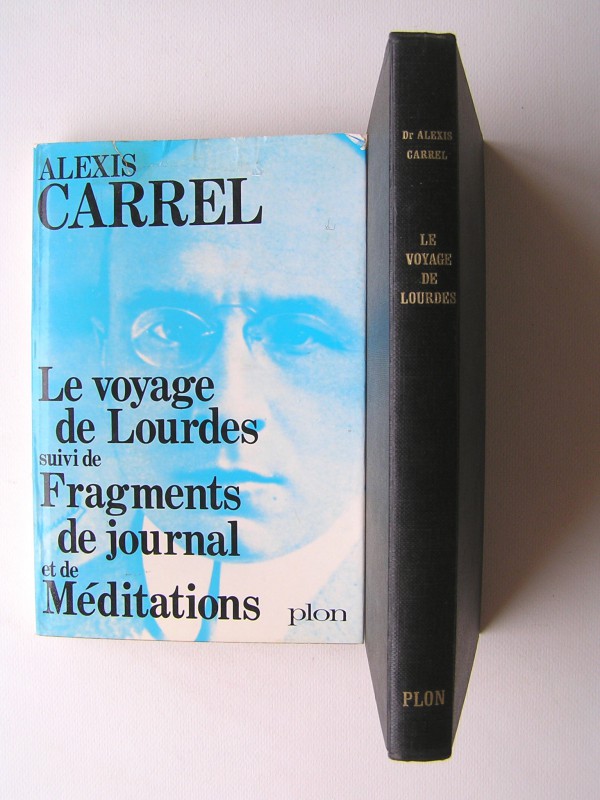 ALEXIS
CARREL
Le voyage
de Lourdes
suivi de
Fragments
de journal
et de
Méditations
plon
Dr ALEXIS
CARREL
LE
VOYAGE
DE
LOURDES
PLON